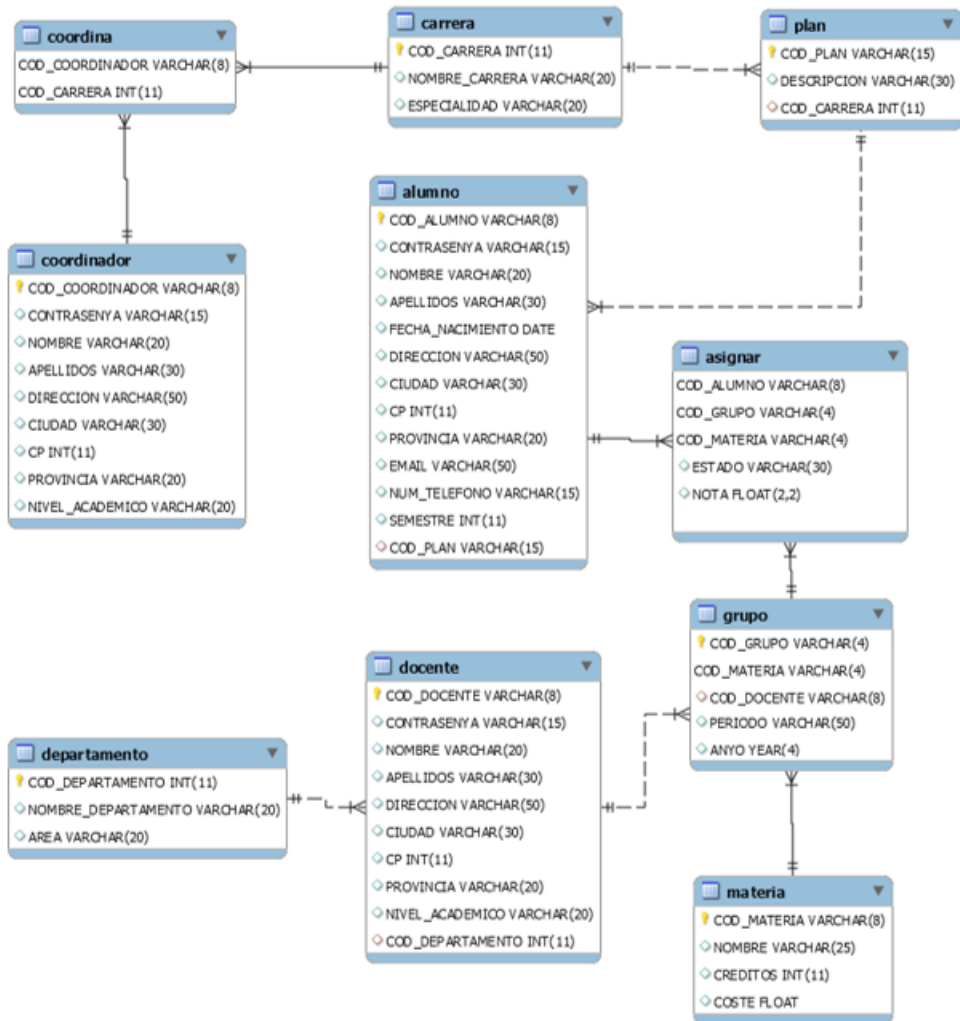 coordina
COD_COORDINADOR VARCHAR(8)
COD_CARRERA INT(11)
carrera
COD_CARRERA INT(11)
NOMBRE_CARRERA VARCHAR(20)
ESPECIALIDAD VARCHAR(20)
plan
COD_PLAN VARCHAR(15)
DESCRIPCION VARCHAR(30)
COD_CARRERA INT(11)
coordinador
COD_COORDINADOR VARCHAR(8)
CONTRASENYA VARCHAR(15)
NOMBRE VARCHAR(20)
APELLIDOS VARCHAR(30)
DIRECCION VARCHAR(50)
CIUDAD VARCHAR(30)
CP INT(11)
PROVINCIA VARCHAR(20)
NIVEL_ACADEMICO VARCHAR(20)
alumno
COD_ALUMNO VARCHAR(8)
CONTRASENYA VARCHAR(15)
NOMBRE VARCHAR(20)
APELLIDOS VARCHAR(30)
FECHA_NACIMIENTO DATE
DIRECCION VARCHAR(50)
CIUDAD VARCHAR(30)
CP INT(11)
PROVINCIA VARCHAR(20)
EMAIL VARCHAR(50)
NUM_TELEFONO VARCHAR(15)
SEMESTRE INT(11)
COD_PLAN VARCHAR(15)
asignar
COD_ALUMNO VARCHAR(8)
COD_GRUPO VARCHAR(4)
COD_MATERIA VARCHAR(4)
ESTADO VARCHAR(30)
NOTA FLOAT(2,2)
departamento
COD_DEPARTAMENTO INT(11)
NOMBRE_DEPARTAMENTO VARCHAR(20)
AREA VARCHAR(20)
docente
COD_DOCENTE VARCHAR(8)
CONTRASENYA VARCHAR(15)
NOMBRE VARCHAR(20)
APELLIDOS VARCHAR(30)
DIRECCION VARCHAR(50)
CIUDAD VARCHAR(30)
CP INT(11)
PROVINCIA VARCHAR(20)
NIVEL_ACADEMICO VARCHAR(20)
COD_DEPARTAMENTO INT(11)
grupo
COD_GRUPO VARCHAR(4)
COD_MATERIA VARCHAR(4)
COD_DOCENTE VARCHAR(8)
PERIODO VARCHAR(50)
ANYO YEAR(4)
materia
COD_MATERIA VARCHAR(8)
NOMBRE VARCHAR(25)
CREDITOS INT(11)
COSTE FLOAT